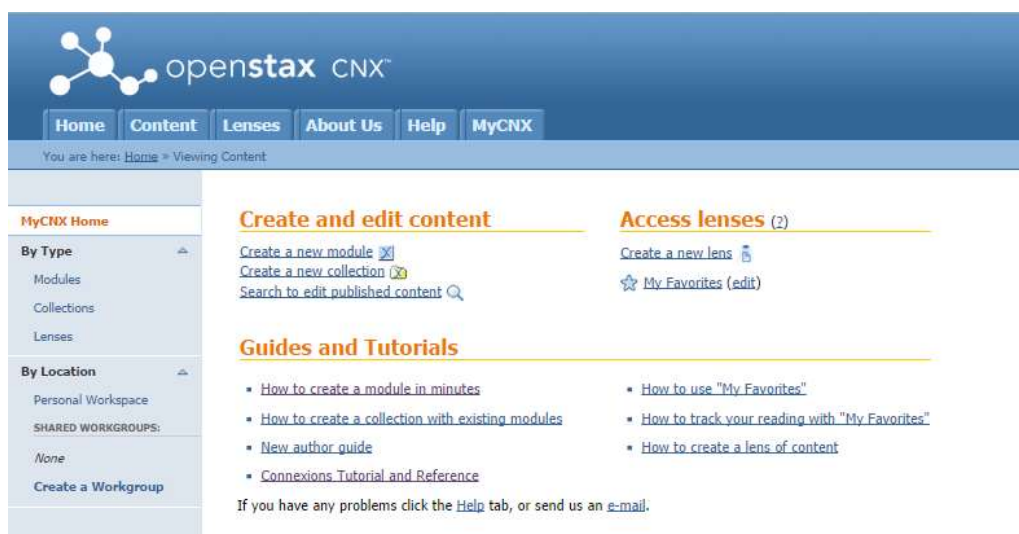 openstax CNX™
Home Content Lenses About Us Help MyCNX
You are here: Home » Viewing Content
MyCNX Home
By Type
Modules
Collections
Lenses
By Location
Personal Workspace
SHARED WORKGROUPS:
None
Create a Workgroup
Create and edit content
Create a new module
Create a new collection
Search to edit published content
Access lenses (?)
Create a new lens
My Favorites (edit)
Guides and Tutorials
▪ How to create a module in minutes
▪ How to create a collection with existing modules
▪ New author guide
▪ Connexions Tutorial and Reference
▪ How to use "My Favorites"
▪ How to track your reading with "My Favorites"
▪ How to create a lens of content
If you have any problems click the Help tab, or send us an e-mail.